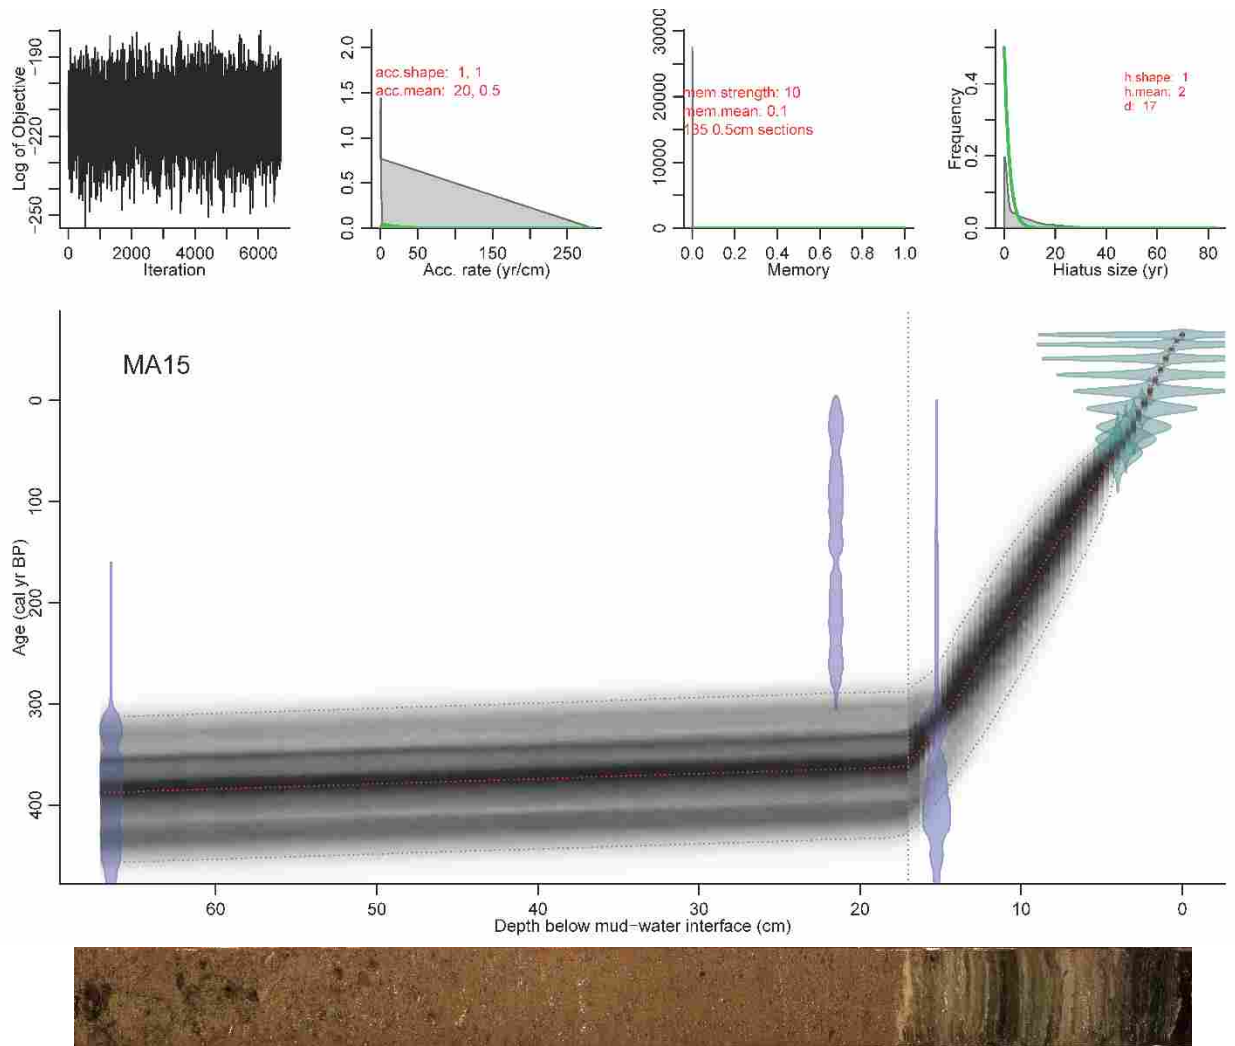 Log of Objective
-250
-220
-190
0
2000
4000
6000
Iteration
0.0
0.5
1.0
1.5
2.0
acc.shape: 1, 1
acc.mean: 20, 0.5
0
50
150
250
Acc. rate (yr/cm)
0
10000
20000
30000
mem.strength: 10
mem.mean: 0.1
135 0.5cm sections
0.0
0.2
0.4
0.6
0.8
1.0
Memory
Frequency
0.0
0.2
0.4
h.shape: 1
h.mean: 2
d: 17
0
20
40
60
80
Hiatus size (yr)
MA15
Age (cal yr BP)
0
100
200
300
400
60
50
40
30
20
10
0
Depth below mud−water interface (cm)